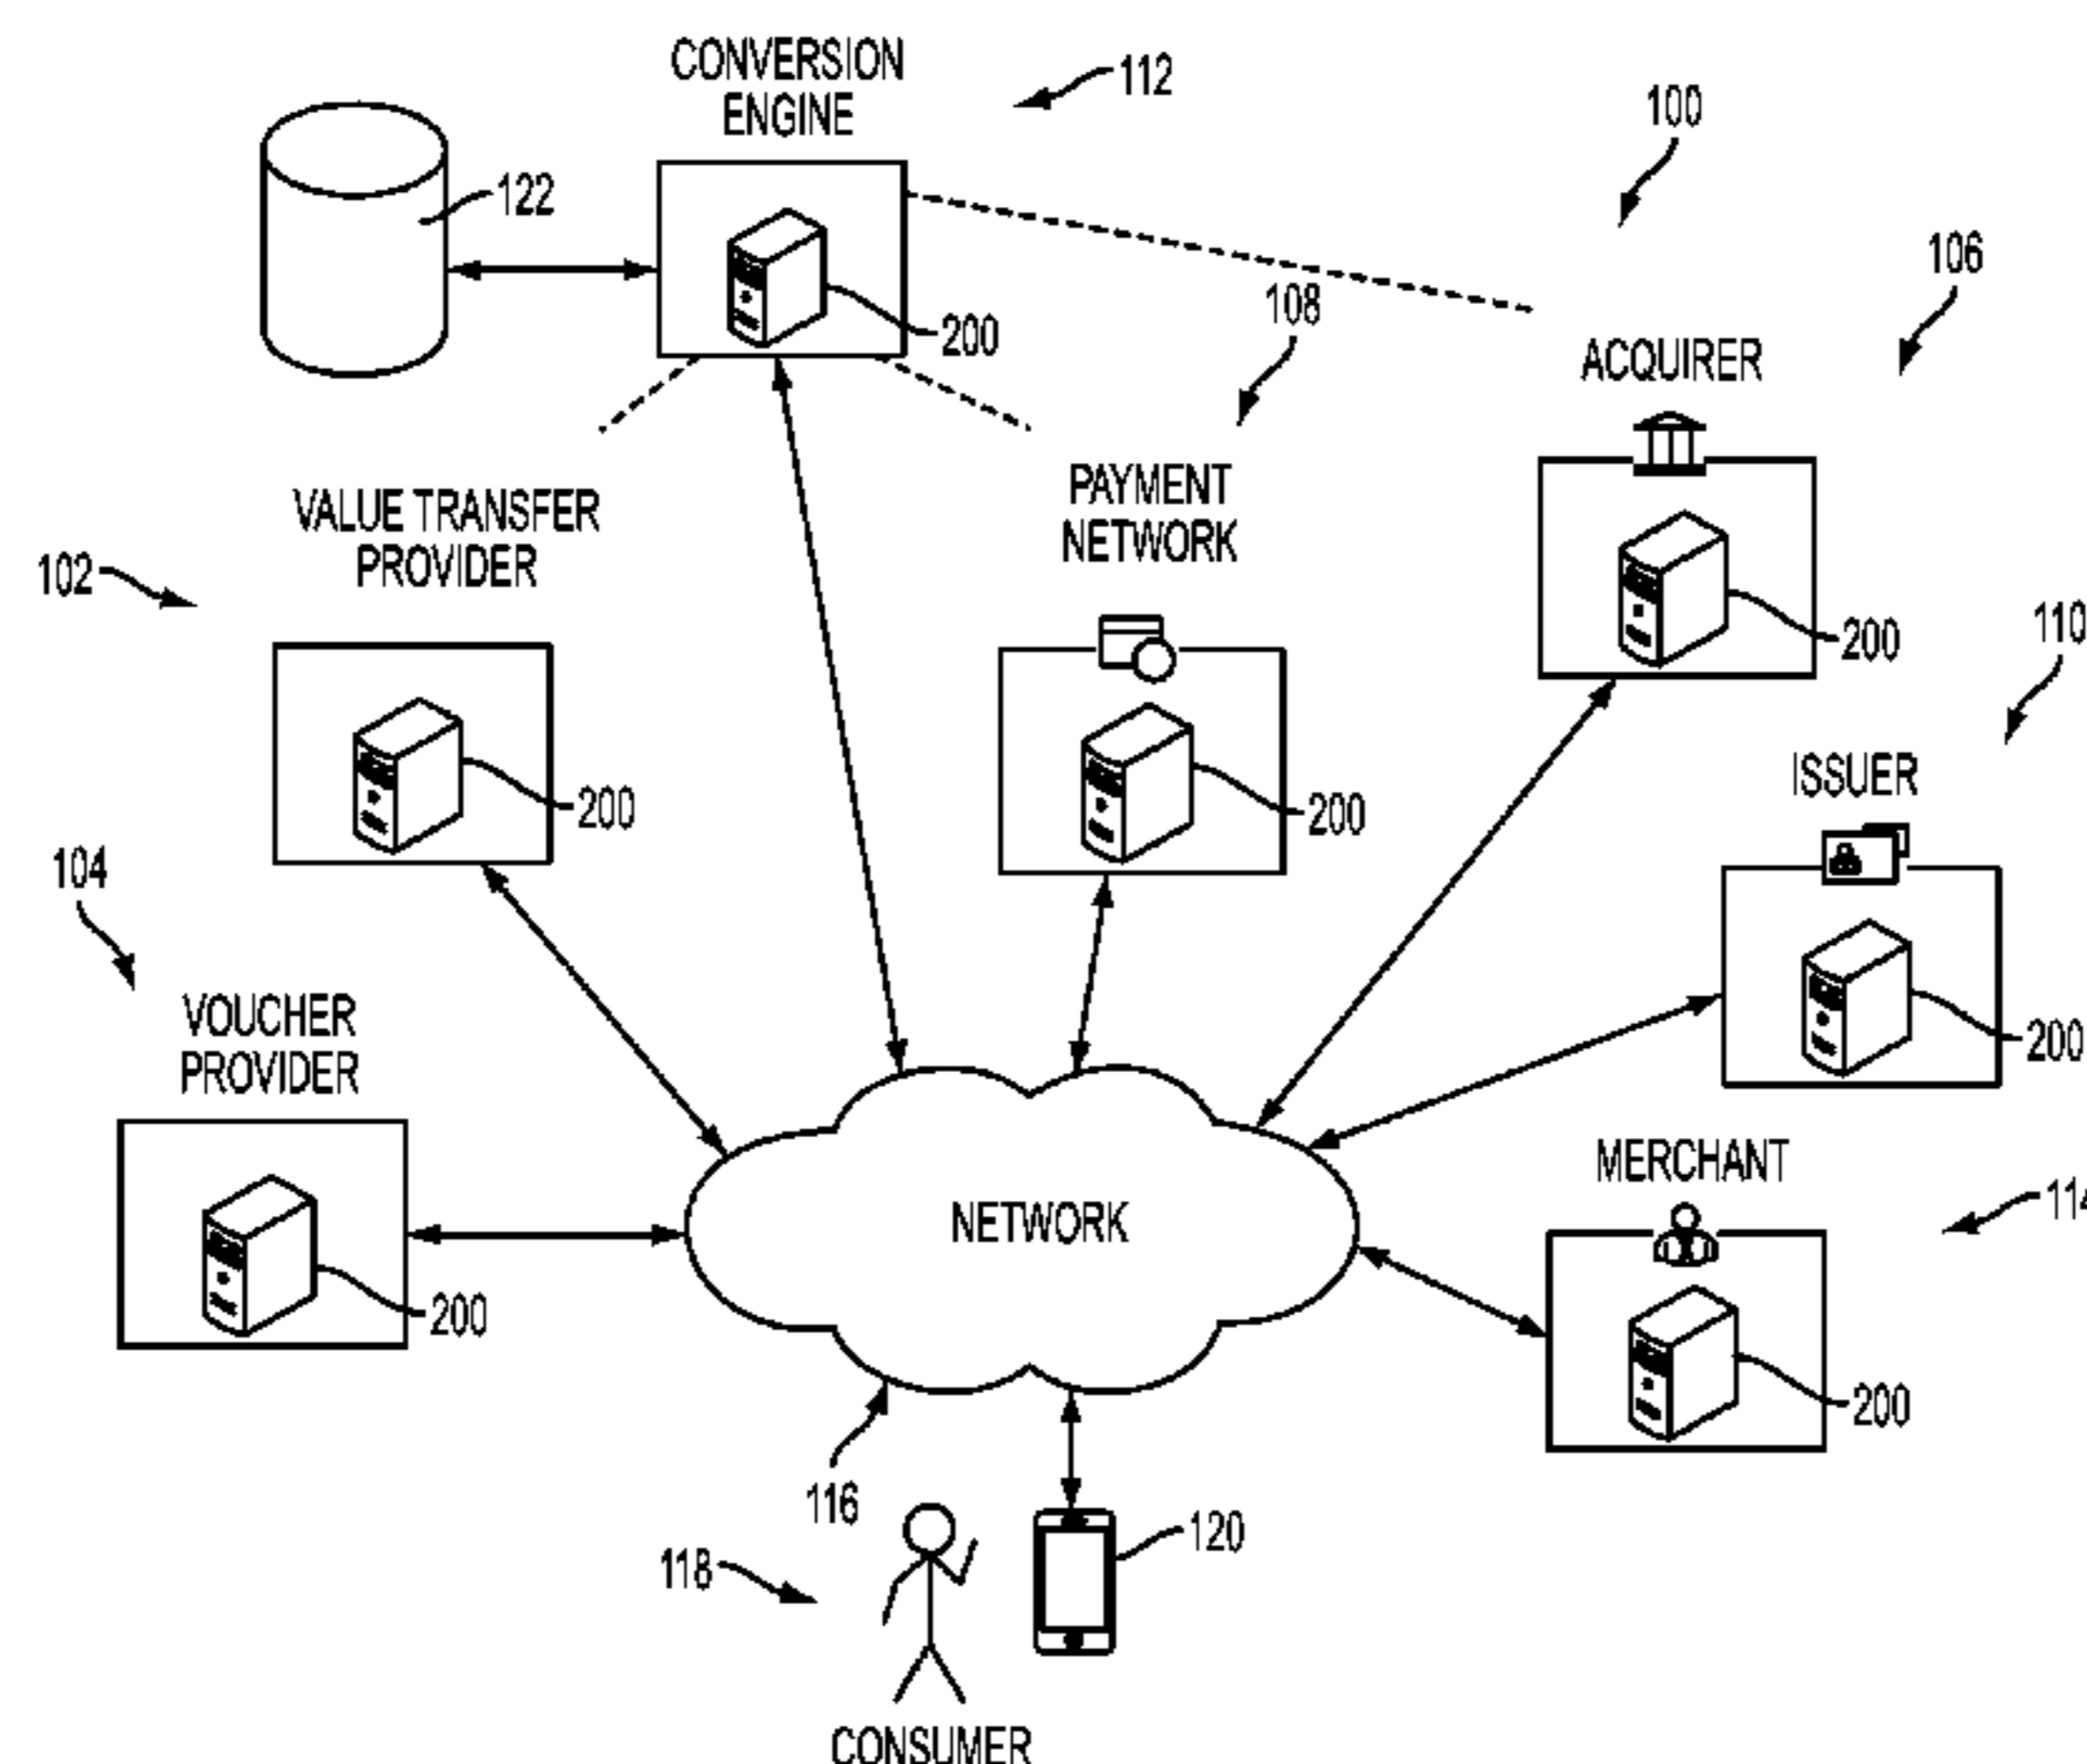 CONVERSION
ENGINE
112
100
122
106
200
108
ACQUIRER
PAYMENT
NETWORK
VALUE TRANSFER
PROVIDER
102
200
110
ISSUER
200
200
104
VOUCHER
PROVIDER
200
MERCHANT
114
NETWORK
200
200
116
120
118
CONSUMER